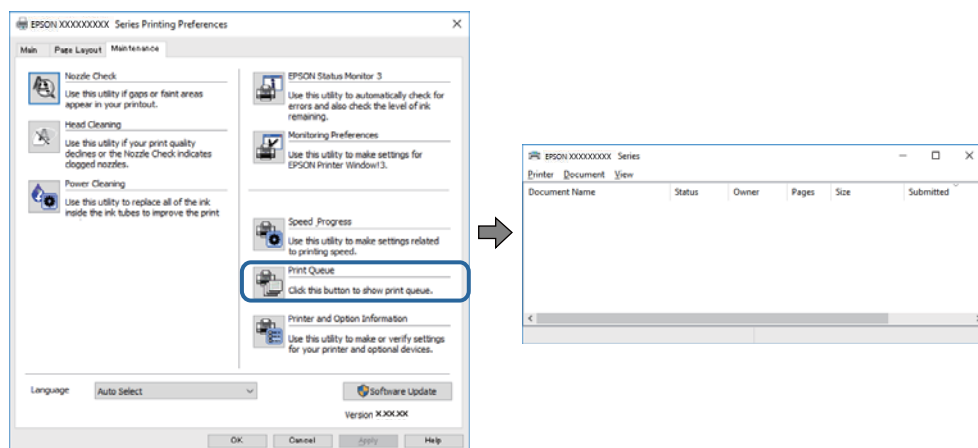 EPSON XXXXXXXXX Series Printing Preferences
Main Page Layout Maintenance
Nozzle Check
Use this utility if gaps or faint areas
appear in your printout.
Head Cleaning
Use this utility if your print quality
declines or the Nozzle Check indicates
clogged nozzles.
Power Cleaning
Use this utility to replace all of the ink
inside the ink tubes to improve the print
EPSON Status Monitor 3
Use this utility to automatically check for
errors and also check the level of ink
remaining.
Monitoring Preferences
Use this utility to make settings for
EPSON Printer Window!3.
Speed Progress
Use this utility to make settings related
to printing speed.
Print Queue
Click this button to show print queue.
Printer and Option Information
Use this utility to make or verify settings
for your printer and optional devices.
Language Auto Select
Software Update
Version X.XX.XX
OK Cancel Apply Help
EPSON XXXXXXXXX Series
Printer Document View
Document Name Status Owner Pages Size Submitted